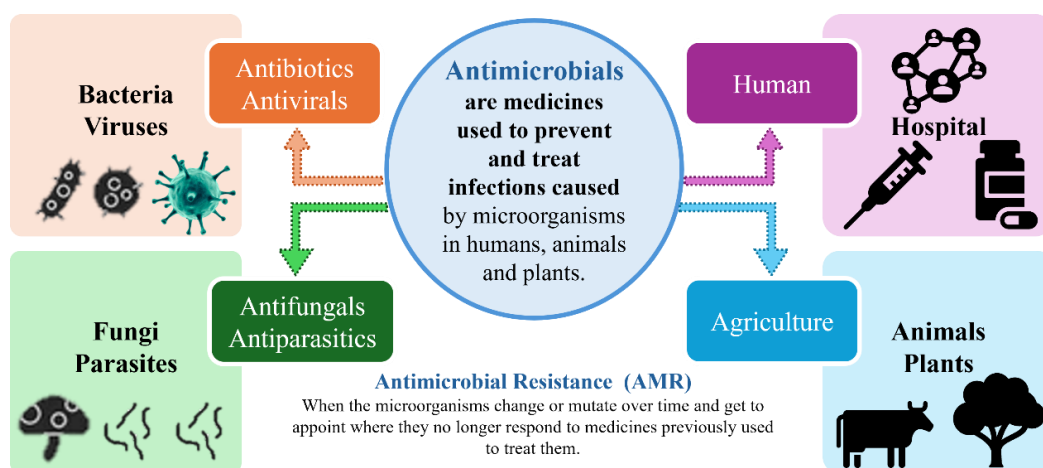 Bacteria
Viruses
Antibiotics
Antivirals
Antimicrobials
are medicines
used to prevent
and treat
infections caused
by microorganisms
in humans, animals
and plants.
Human
Hospital
Fungi
Parasites
Antifungals
Antiparasitics
Agriculture
Animals
Plants
Antimicrobial Resistance (AMR)
When the microorganisms change or mutate over time and get to
appoint where they no longer respond to medicines previously used
to treat them.